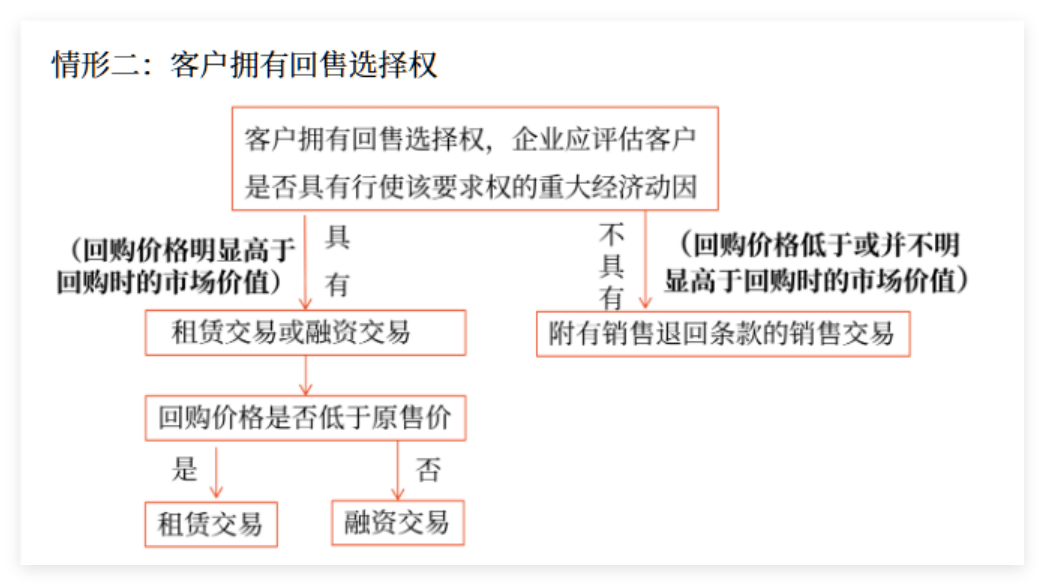 情形二：客户拥有回售选择权
客户拥有回售选择权，企业应评估客户
是否具有行使该要求权的重大经济动因
（回购价格明显高于
回购时的市场价值）
具
有
不
具
有
（回购价格低于或并不明
显高于回购时的市场价值）
租赁交易或融资交易
附有销售退回条款的销售交易
回购价格是否低于原售价
是
否
租赁交易
融资交易